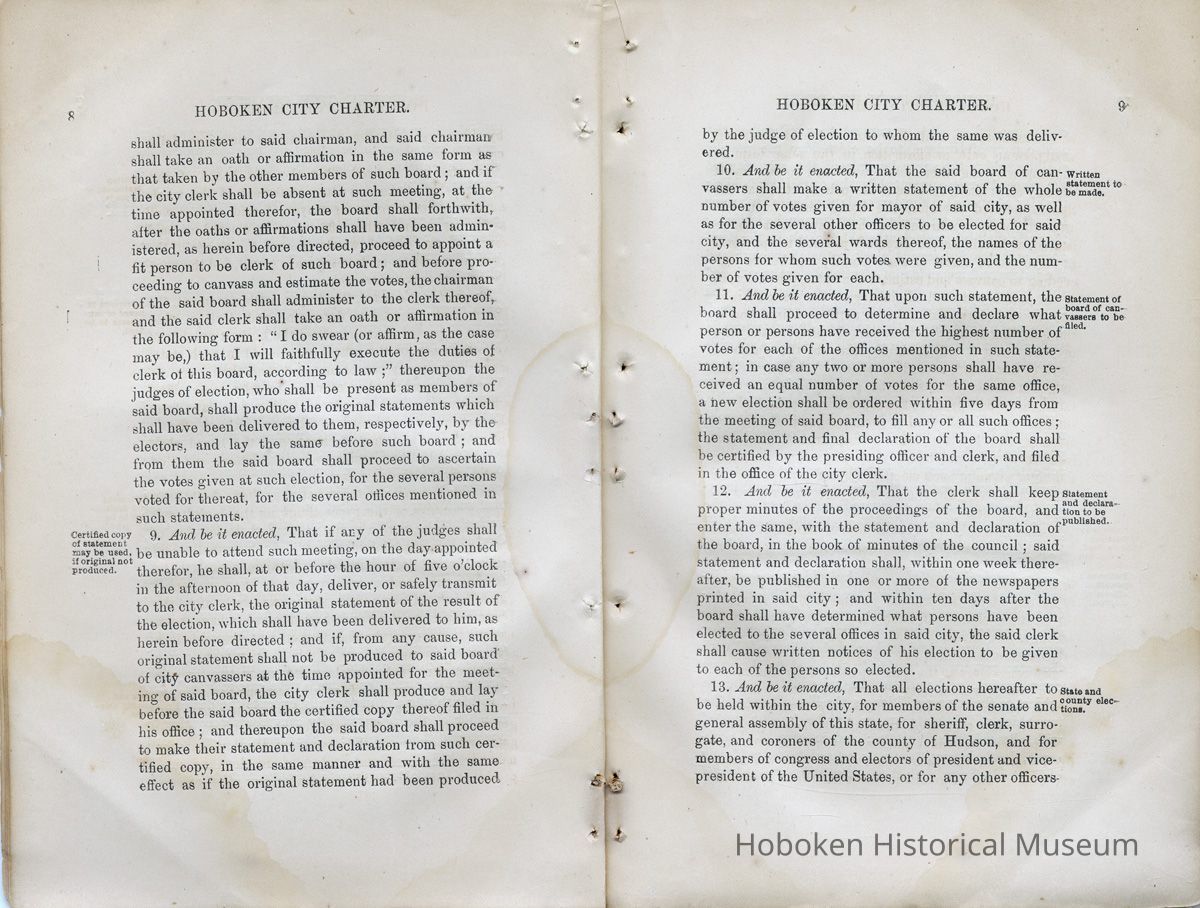 8
HOBOKEN CITY CHARTER.
shall administer to said chairman, and said chairman
shall take an oath or affirmation in the same form as
that taken by the other members of such board; and if
the city clerk shall be absent at such meeting, at the
time appointed therefor, the board shall forthwith,
after the oaths or affirmations shall have been admin-
istered, as herein before directed, proceed to appoint a
fit person to be clerk of such board; and before pro-
ceeding to canvass and estimate the votes, the chairman
of the said board shall administer to the clerk thereof,
and the said clerk shall take an oath or affirmation in
the following form : “ I do swear (or affirm, as the case
may be,) that I will faithfully execute the duties of
clerk of this board, according to law ;” thereupon the
judges of election, who shall be present as members of
said board, shall produce the original statements which
shall have been delivered to them, respectively, by the
electors, and lay the same before such board ; and
from them the said board shall proceed to ascertain
the votes given at such election, for the several persons
voted for thereat, for the several offices mentioned in
such statements.
Certified copy
of statement
may be used,
if original not
produced.
9. And be it enacted, That if any of the judges shall
be unable to attend such meeting, on the day appointed
therefor, he shall, at or before the hour of five o’clock
in the afternoon of that day, deliver, or safely transmit
to the city clerk, the original statement of the result of
the election, which shall have been delivered to him, as
herein before directed ; and if, from any cause, such
original statement shall not be produced to said board
of city canvassers at the time appointed for the meet-
ing of said board, the city clerk shall produce and lay
before the said board the certified copy thereof filed in
his office ; and thereupon the said board shall proceed
to make their statement and declaration from such cer-
tified copy, in the same manner and with the same
effect as if the original statement had been produced
HOBOKEN CITY CHARTER.
9
by the judge of election to whom the same was deliv-
ered.
10. And be it enacted, That the said board of can-
vassers shall make a written statement of the whole
number of votes given for mayor of said city, as well
as for the several other officers to be elected for said
city, and the several wards thereof, the names of the
persons for whom such votes were given, and the num-
ber of votes given for each.
Written
statement to
be made.
11. And be it enacted, That upon such statement, the
board shall proceed to determine and declare what
person or persons have received the highest number of
votes for each of the offices mentioned in such state-
ment; in case any two or more persons shall have re-
ceived an equal number of votes for the same office,
a new election shall be ordered within five days from
the meeting of said board, to fill any or all such offices ;
the statement and final declaration of the board shall
be certified by the presiding officer and clerk, and filed
in the office of the city clerk.
Statement of
board of can-
vassers to be
filed.
12. And be it enacted, That the clerk shall keep
proper minutes of the proceedings of the board, and
enter the same, with the statement and declaration of
the board, in the book of minutes of the council ; said
statement and declaration shall, within one week there-
after, be published in one or more of the newspapers
printed in said city ; and within ten days after the
board shall have determined what persons have been
elected to the several offices in said city, the said clerk
shall cause written notices of his election to be given
to each of the persons so elected.
Statement
and declara-
tion to be
published.
13. And be it enacted, That all elections hereafter to
be held within the city, for members of the senate and
general assembly of this state, for sheriff, clerk, surro-
gate, and coroners of the county of Hudson, and for
members of congress and electors of president and vice-
president of the United States, or for any other officers
State and
county elec-
tions.
Hoboken Historical Museum